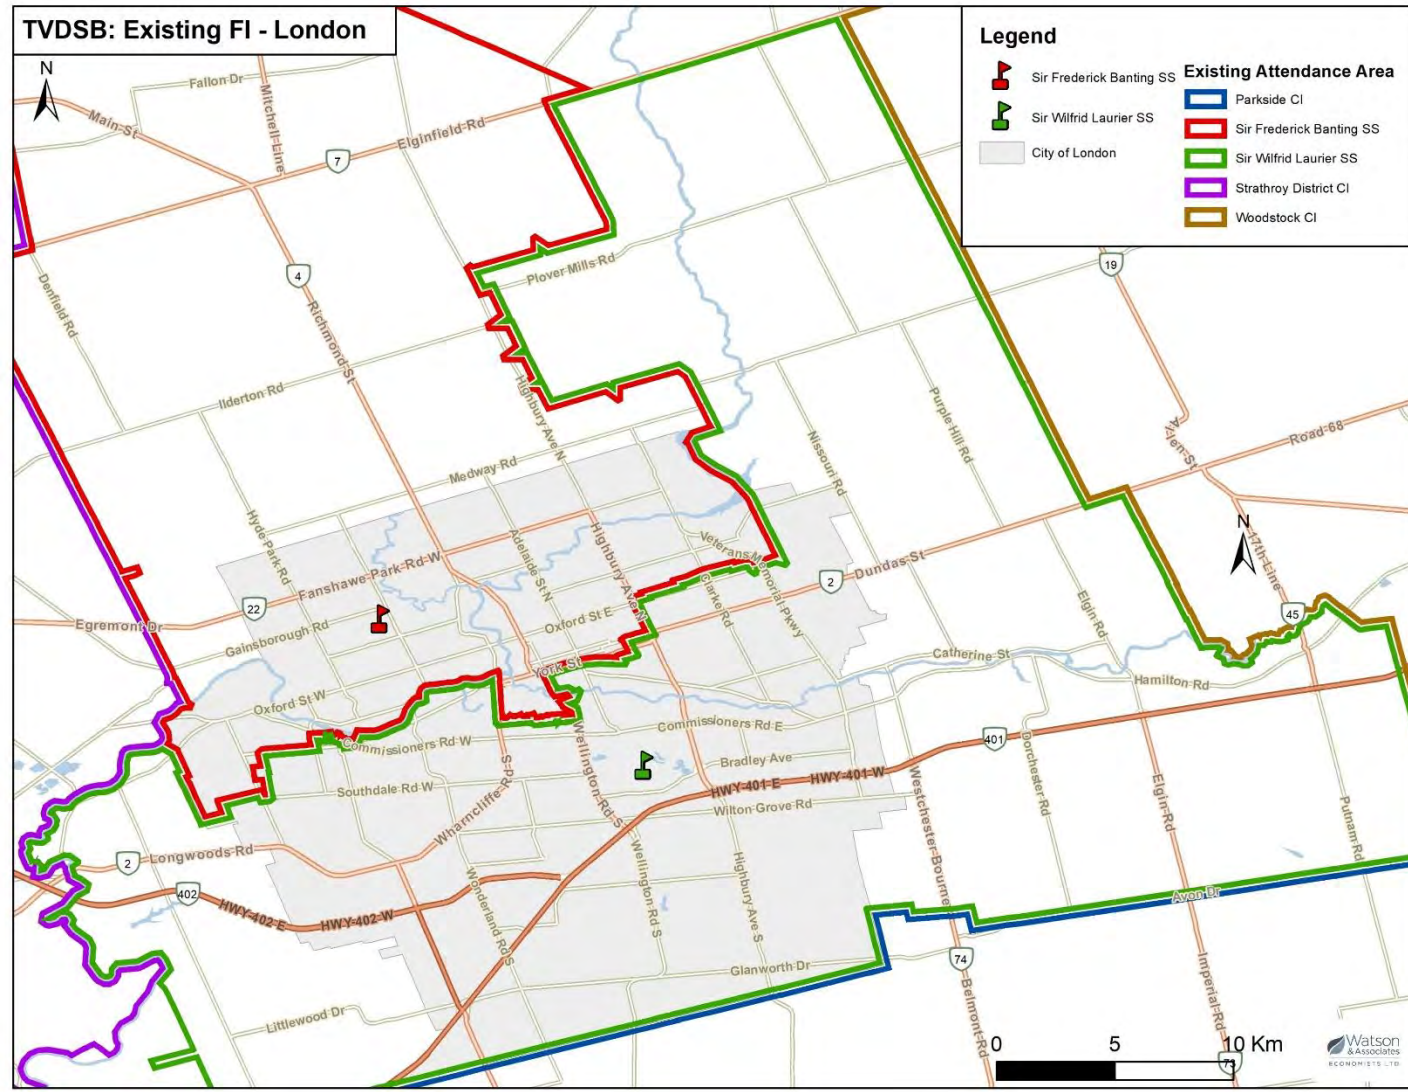 TVDSB: Existing FI - London
Legend
Sir Frederick Banting SS
Sir Wilfrid Laurier SS
City of London
Existing Attendance Area
Parkside CI
Sir Frederick Banting SS
Sir Wilfrid Laurier SS
Strathroy District CI
Woodstock CI
N
Fallon Dr
Main St
Mitchell Line
Elginfield Rd
7
4
Denfield Rd
Richmond St
Plover Mills Rd
19
Ilderton Rd
Highbury Ave N
Purple Hill Rd
Nissouri Rd
Road 68
Medway Rd
Hyde Park Rd
Adelaide St N
Highbury Ave N
Veterans Memorial Pkwy
N
17th Line
Fanshawe Park Rd W
Clarke Rd
2
Dundas St
22
Egremont Dr
Gainsborough Rd
Oxford St E
Elgin Rd
45
York St
Catherine St
Hamilton Rd
Oxford St W
Commissioners Rd W
Commissioners Rd E
401
Southdale Rd W
Bradley Ave
HWY-401 E
HWY-401 W
Wilton Grove Rd
Wharncliffe Rd S
Wellington Rd S
Westchester Bourne
Dorchester Rd
Elgin Rd
Putnam Rd
2
Longwoods Rd
402
HWY-402 E
HWY-402 W
Wonderland Rd S
Wellington Rd S
Highbury Ave S
Avon Dr
Glanworth Dr
74
Littlewood Dr
Belmont Rd
Imperial Rd
73
0 5 10 Km
Watson
& Associates
ECONOMISTS LTD.